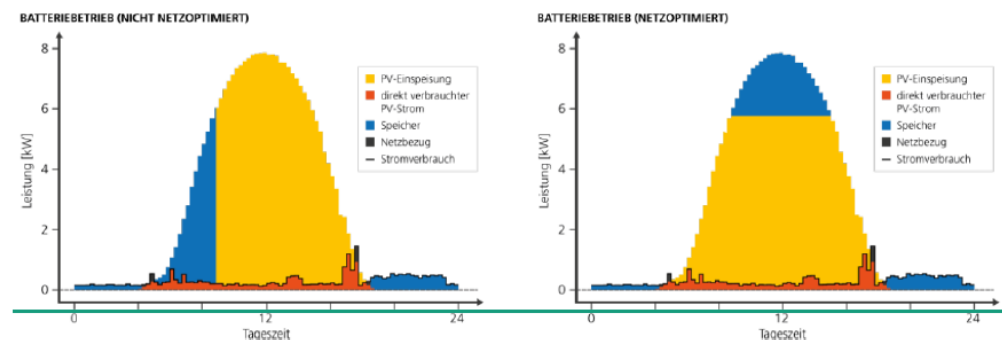 BATTERIEBETRIEB (NICHT NETZOPTIMIERT)
8
6
4
2
0
Leistung [kW]
PV-Einspeisung
direkt verbrauchter
PV-Strom
Speicher
Netzbezug
Stromverbrauch
0
12
24
Tageszeit
BATTERIEBETRIEB (NETZOPTIMIERT)
8
6
4
2
0
Leistung [kW]
PV-Einspeisung
direkt verbrauchter
PV-Strom
Speicher
Netzbezug
Stromverbrauch
0
12
24
Tageszeit